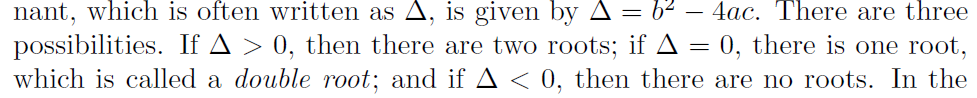 nant, which is often written as Δ, is given by Δ = b² − 4ac. There are three
possibilities. If Δ > 0, then there are two roots; if Δ = 0, there is one root,
which is called a double root; and if Δ < 0, then there are no roots. In the